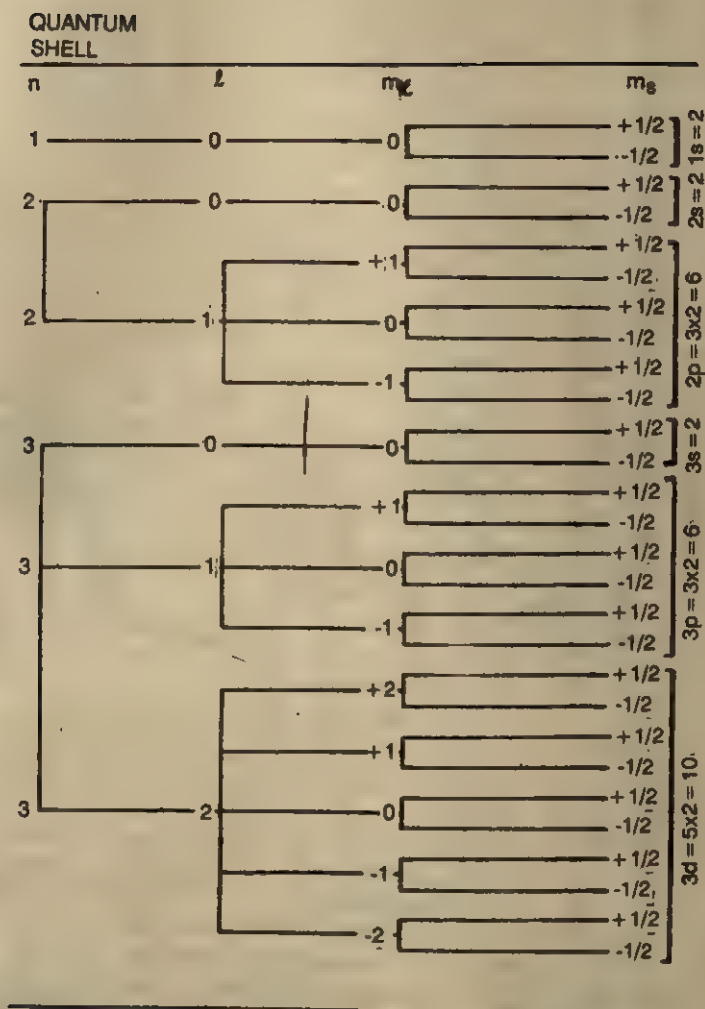 QUANTUM
SHELL
n l mℓ ms
+1/2
1 0 0
-1/2
1s = 2
+1/2
2 0 0
-1/2
2s = 2
+1/2
+1
-1/2
+1/2
2 1 0
-1/2
+1/2
-1
-1/2
2p = 3x2 = 6
+1/2
3 0 0
-1/2
3s = 2
+1/2
+1
-1/2
+1/2
3 1 0
-1/2
+1/2
-1
-1/2
3p = 3x2 = 6
+1/2
+2
-1/2
+1/2
+1
-1/2
+1/2
3 2 0
-1/2
+1/2
-1
-1/2
+1/2
-2
-1/2
3d = 5x2 = 10